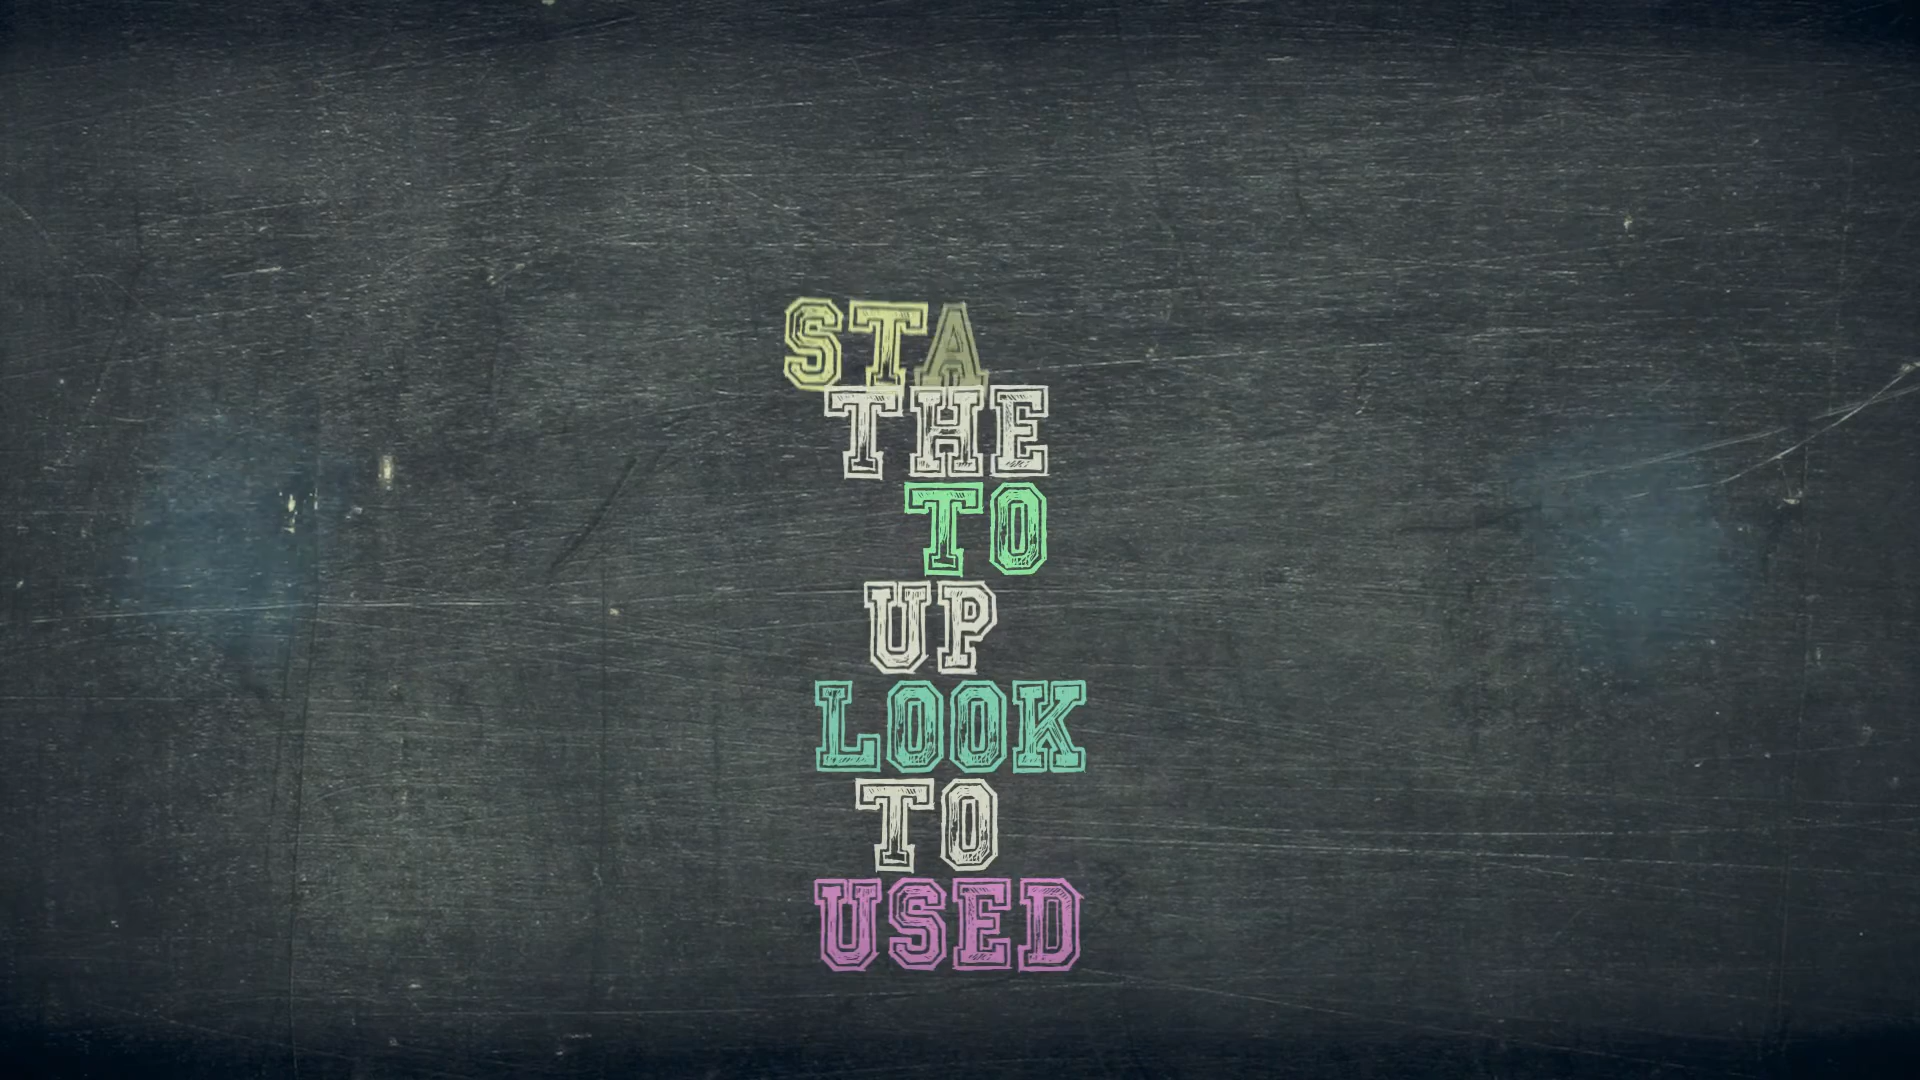 STA
THE
TO
UP
LOOK
TO
USED